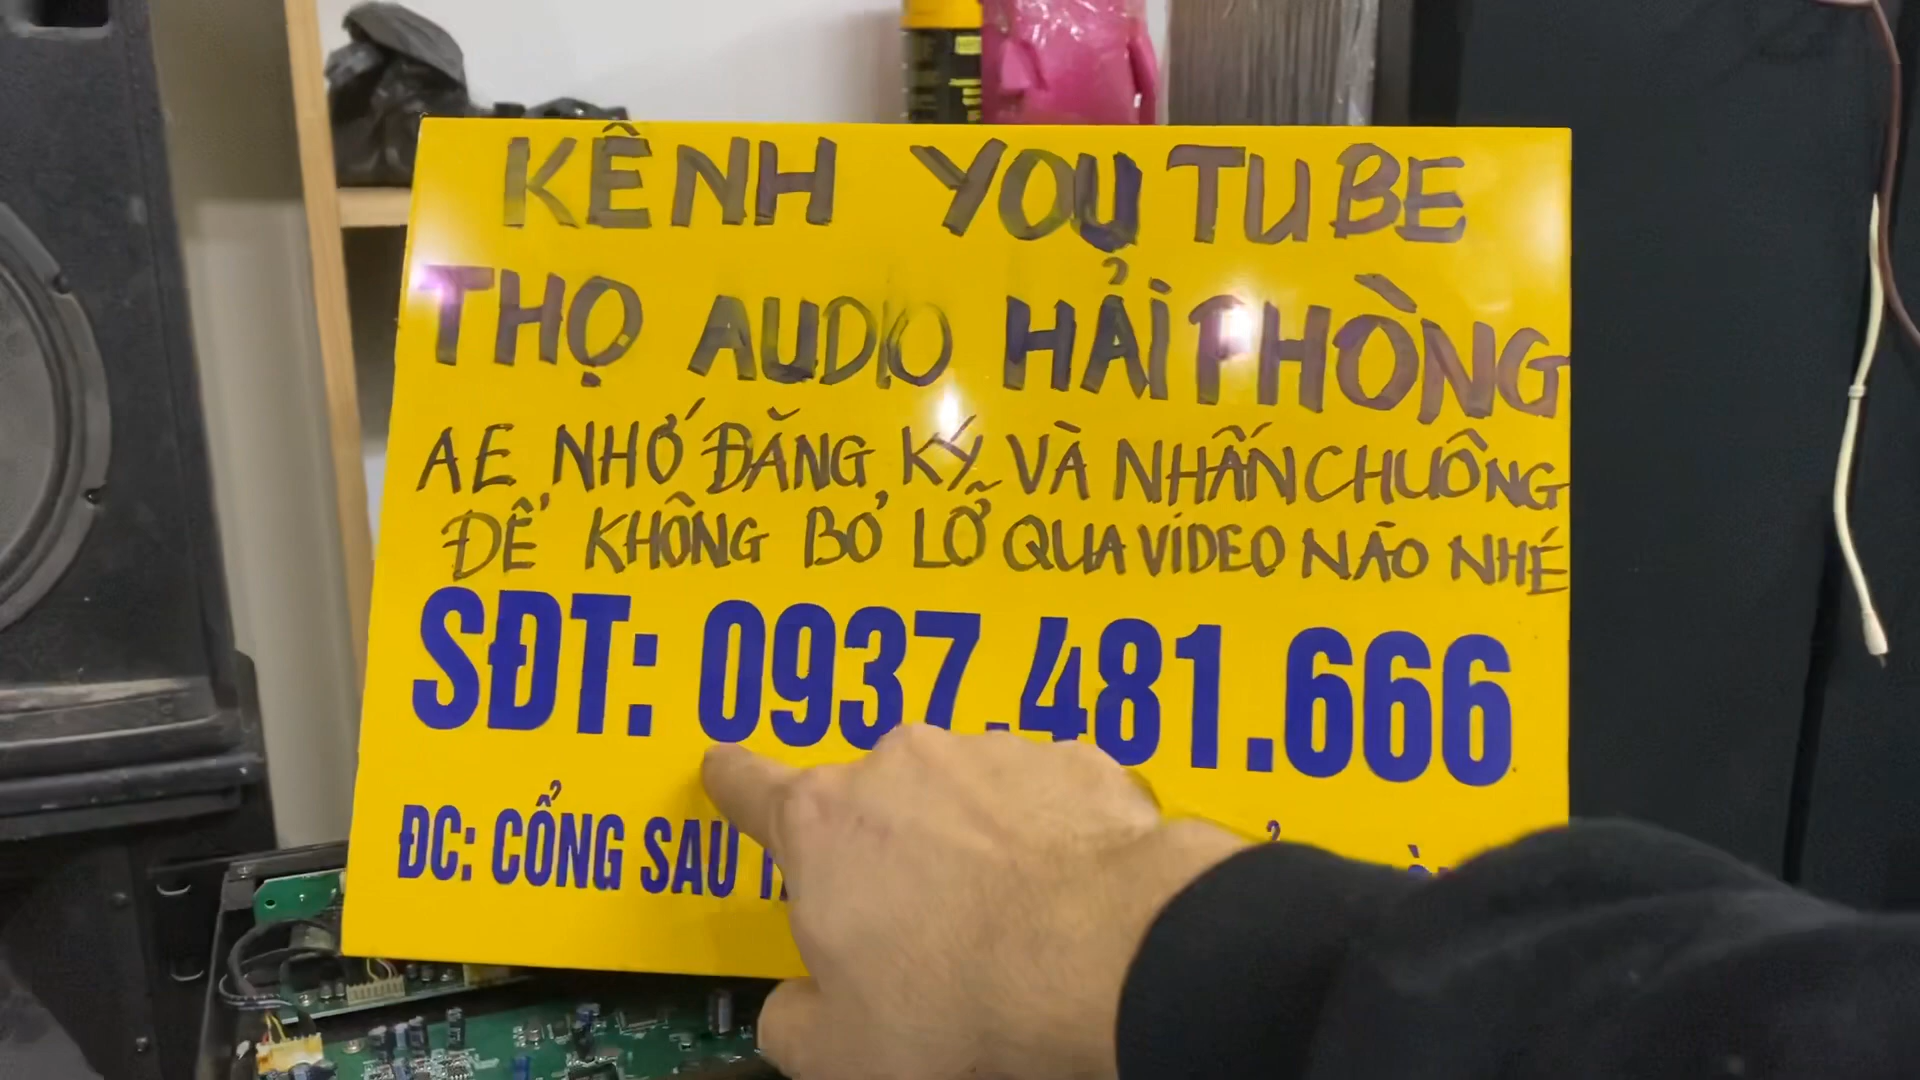 KÊNH YOUTUBE
THỌ AUDIO HẢI PHÒNG
AE NHỚ ĐĂNG KÝ VÀ NHẤN CHUÔNG
ĐỂ KHÔNG BỎ LỠ QUA VIDEO NÃO NHÉ
SĐT: 0937.481.666
ĐC: CỔNG SAU